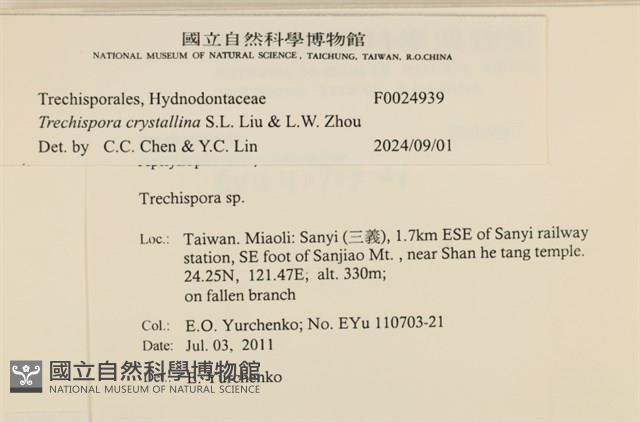 國立自然科學博物館
NATIONAL MUSEUM OF NATURAL SCIENCE, TAICHUNG, TAIWAN, R.O.CHINA
Trechisporales, Hydnodontaceae F0024939
Trechispora crystallina S.L. Liu & L.W. Zhou
Det. by C.C. Chen & Y.C. Lin 2024/09/01
Trechispora sp.
Loc.: Taiwan. Miaoli: Sanyi (三義), 1.7km ESE of Sanyi railway
station, SE foot of Sanjiao Mt. , near Shan he tang temple.
24.25N, 121.47E; alt. 330m;
on fallen branch
Col.: E.O. Yurchenko; No. EYu 110703-21
Date: Jul. 03, 2011
Det.: E. Yurchenko
國立自然科學博物館
NATIONAL MUSEUM OF NATURAL SCIENCE